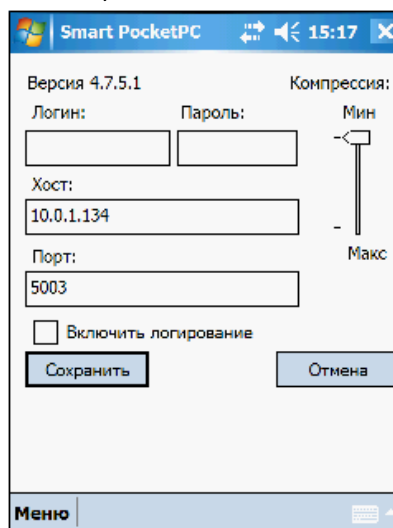 Smart PocketPC 15:17
Версия 4.7.5.1 Компрессия:
Логин: Пароль: Мин
Хост:
10.0.1.134
Порт: Макс
5003
Включить логирование
Сохранить Отмена
Меню